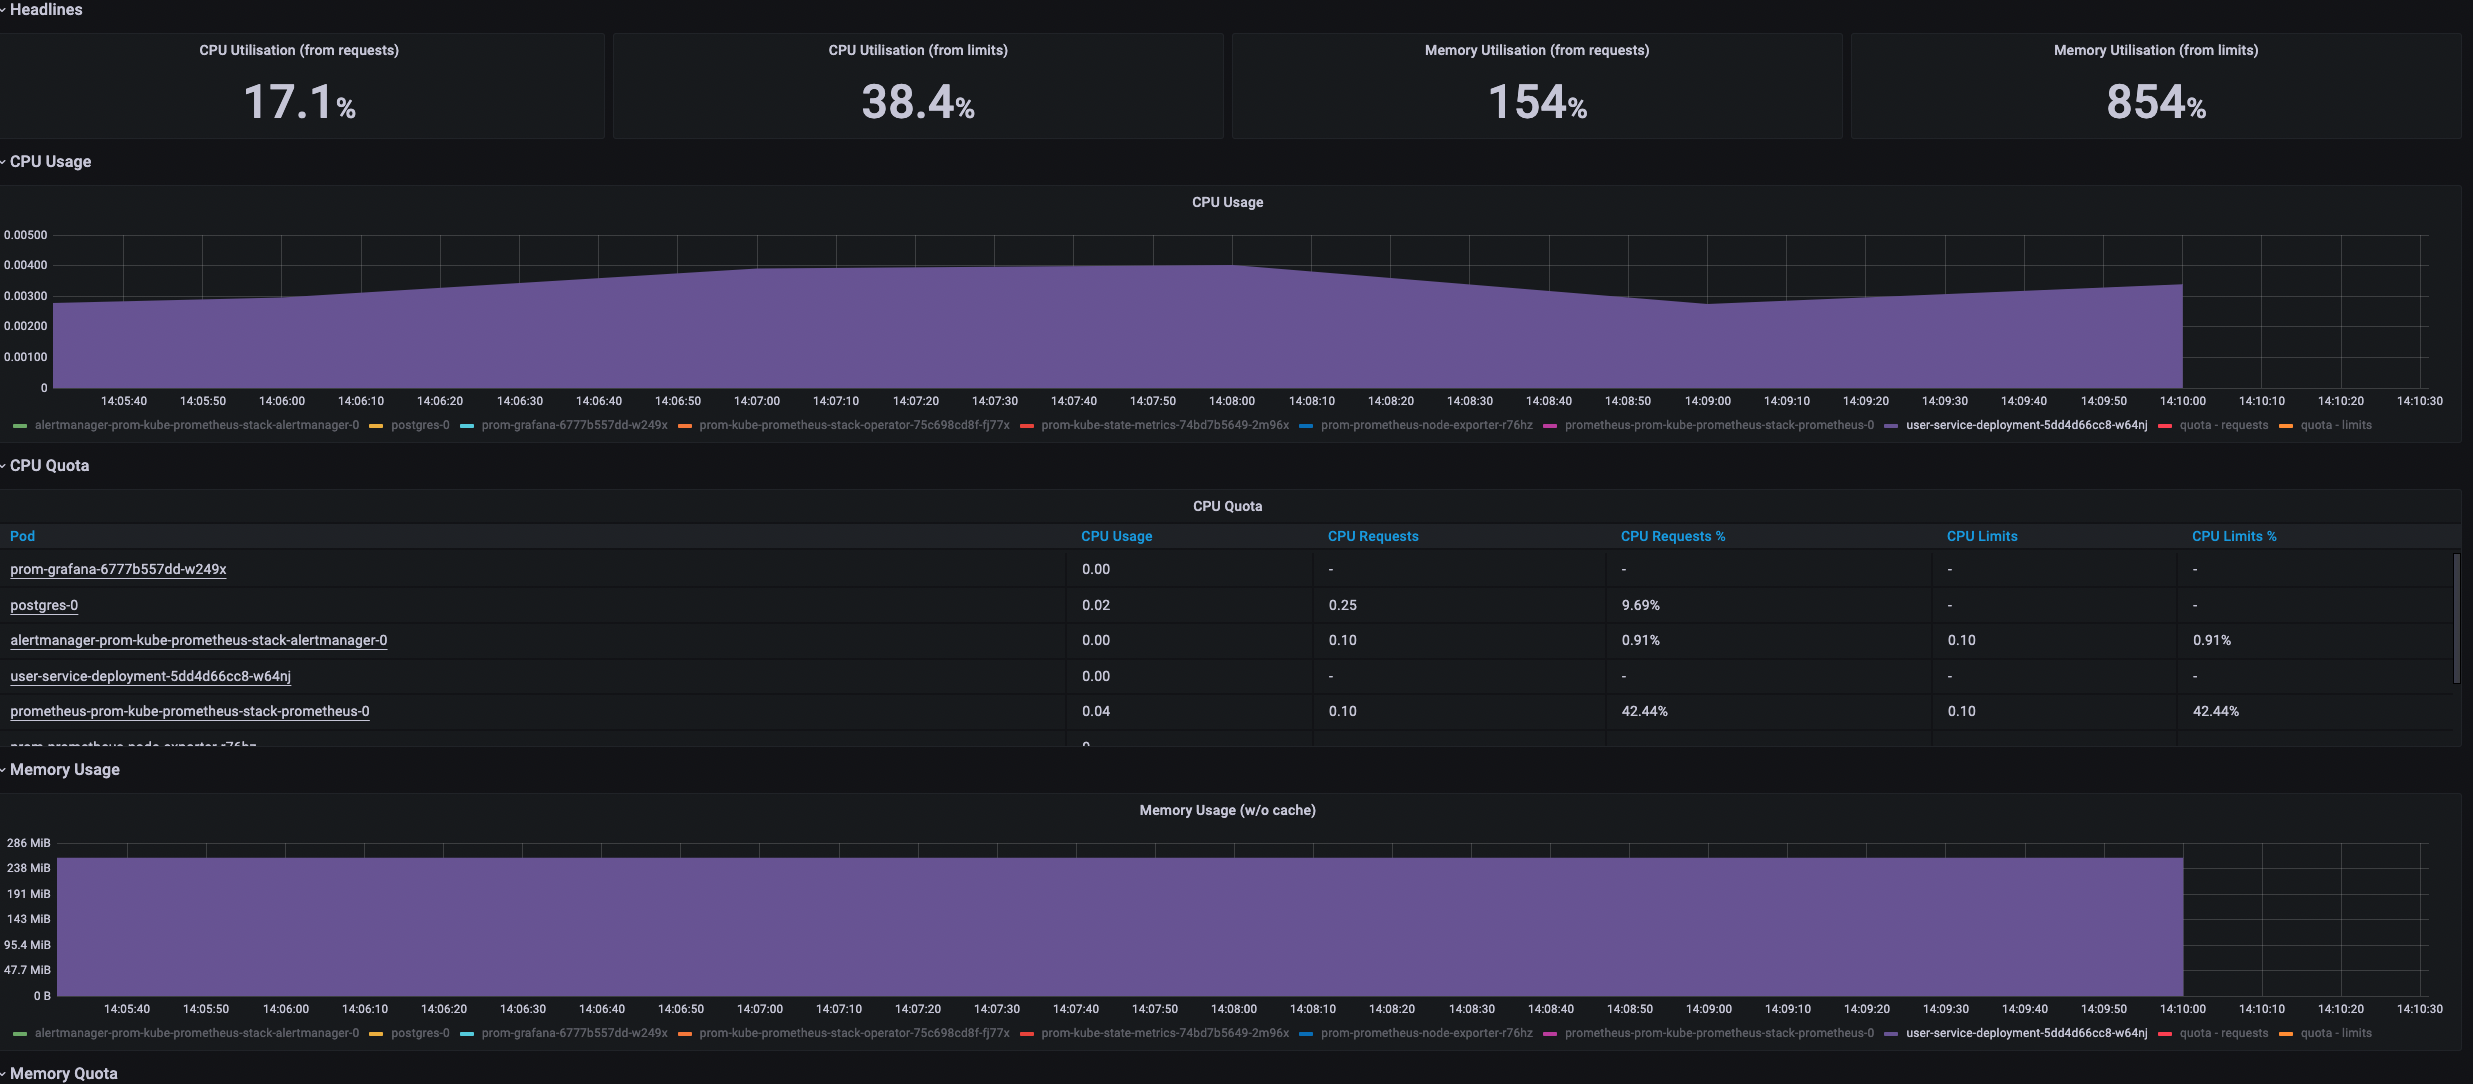 Headlines
CPU Utilisation (from requests)
17.1%
CPU Utilisation (from limits)
38.4%
Memory Utilisation (from requests)
154%
Memory Utilisation (from limits)
854%
CPU Usage
CPU Usage
0.00500
0.00400
0.00300
0.00200
0.00100
0
14:05:40 14:05:50 14:06:00 14:06:10 14:06:20 14:06:30 14:06:40 14:06:50 14:07:00 14:07:10 14:07:20 14:07:30 14:07:40 14:07:50 14:08:00 14:08:10 14:08:20 14:08:30 14:08:40 14:08:50 14:09:00 14:09:10 14:09:20 14:09:30 14:09:40 14:09:50 14:10:00 14:10:10 14:10:20 14:10:30
alertmanager-prom-kube-prometheus-stack-alertmanager-0 postgres-0 prom-grafana-6777b557dd-w249x prom-kube-prometheus-stack-operator-75c698cd8f-fj77x prom-kube-state-metrics-74bd7b5649-2m96x prom-prometheus-node-exporter-r76hz prometheus-prom-kube-prometheus-stack-prometheus-0 user-service-deployment-5dd4d66cc8-w64nj quota - requests quota - limits
CPU Quota
CPU Quota
Pod CPU Usage CPU Requests CPU Requests % CPU Limits CPU Limits %
prom-grafana-6777b557dd-w249x 0.00 - - - -
postgres-0 0.02 0.25 9.69% - -
alertmanager-prom-kube-prometheus-stack-alertmanager-0 0.00 0.10 0.91% 0.10 0.91%
user-service-deployment-5dd4d66cc8-w64nj 0.00 - - - -
prometheus-prom-kube-prometheus-stack-prometheus-0 0.04 0.10 42.44% 0.10 42.44%
prom-prometheus-node-exporter-r76hz
Memory Usage
Memory Usage (w/o cache)
286 MiB
238 MiB
191 MiB
143 MiB
95.4 MiB
47.7 MiB
0 B
14:05:40 14:05:50 14:06:00 14:06:10 14:06:20 14:06:30 14:06:40 14:06:50 14:07:00 14:07:10 14:07:20 14:07:30 14:07:40 14:07:50 14:08:00 14:08:10 14:08:20 14:08:30 14:08:40 14:08:50 14:09:00 14:09:10 14:09:20 14:09:30 14:09:40 14:09:50 14:10:00 14:10:10 14:10:20 14:10:30
alertmanager-prom-kube-prometheus-stack-alertmanager-0 postgres-0 prom-grafana-6777b557dd-w249x prom-kube-prometheus-stack-operator-75c698cd8f-fj77x prom-kube-state-metrics-74bd7b5649-2m96x prom-prometheus-node-exporter-r76hz prometheus-prom-kube-prometheus-stack-prometheus-0 user-service-deployment-5dd4d66cc8-w64nj quota - requests quota - limits
Memory Quota